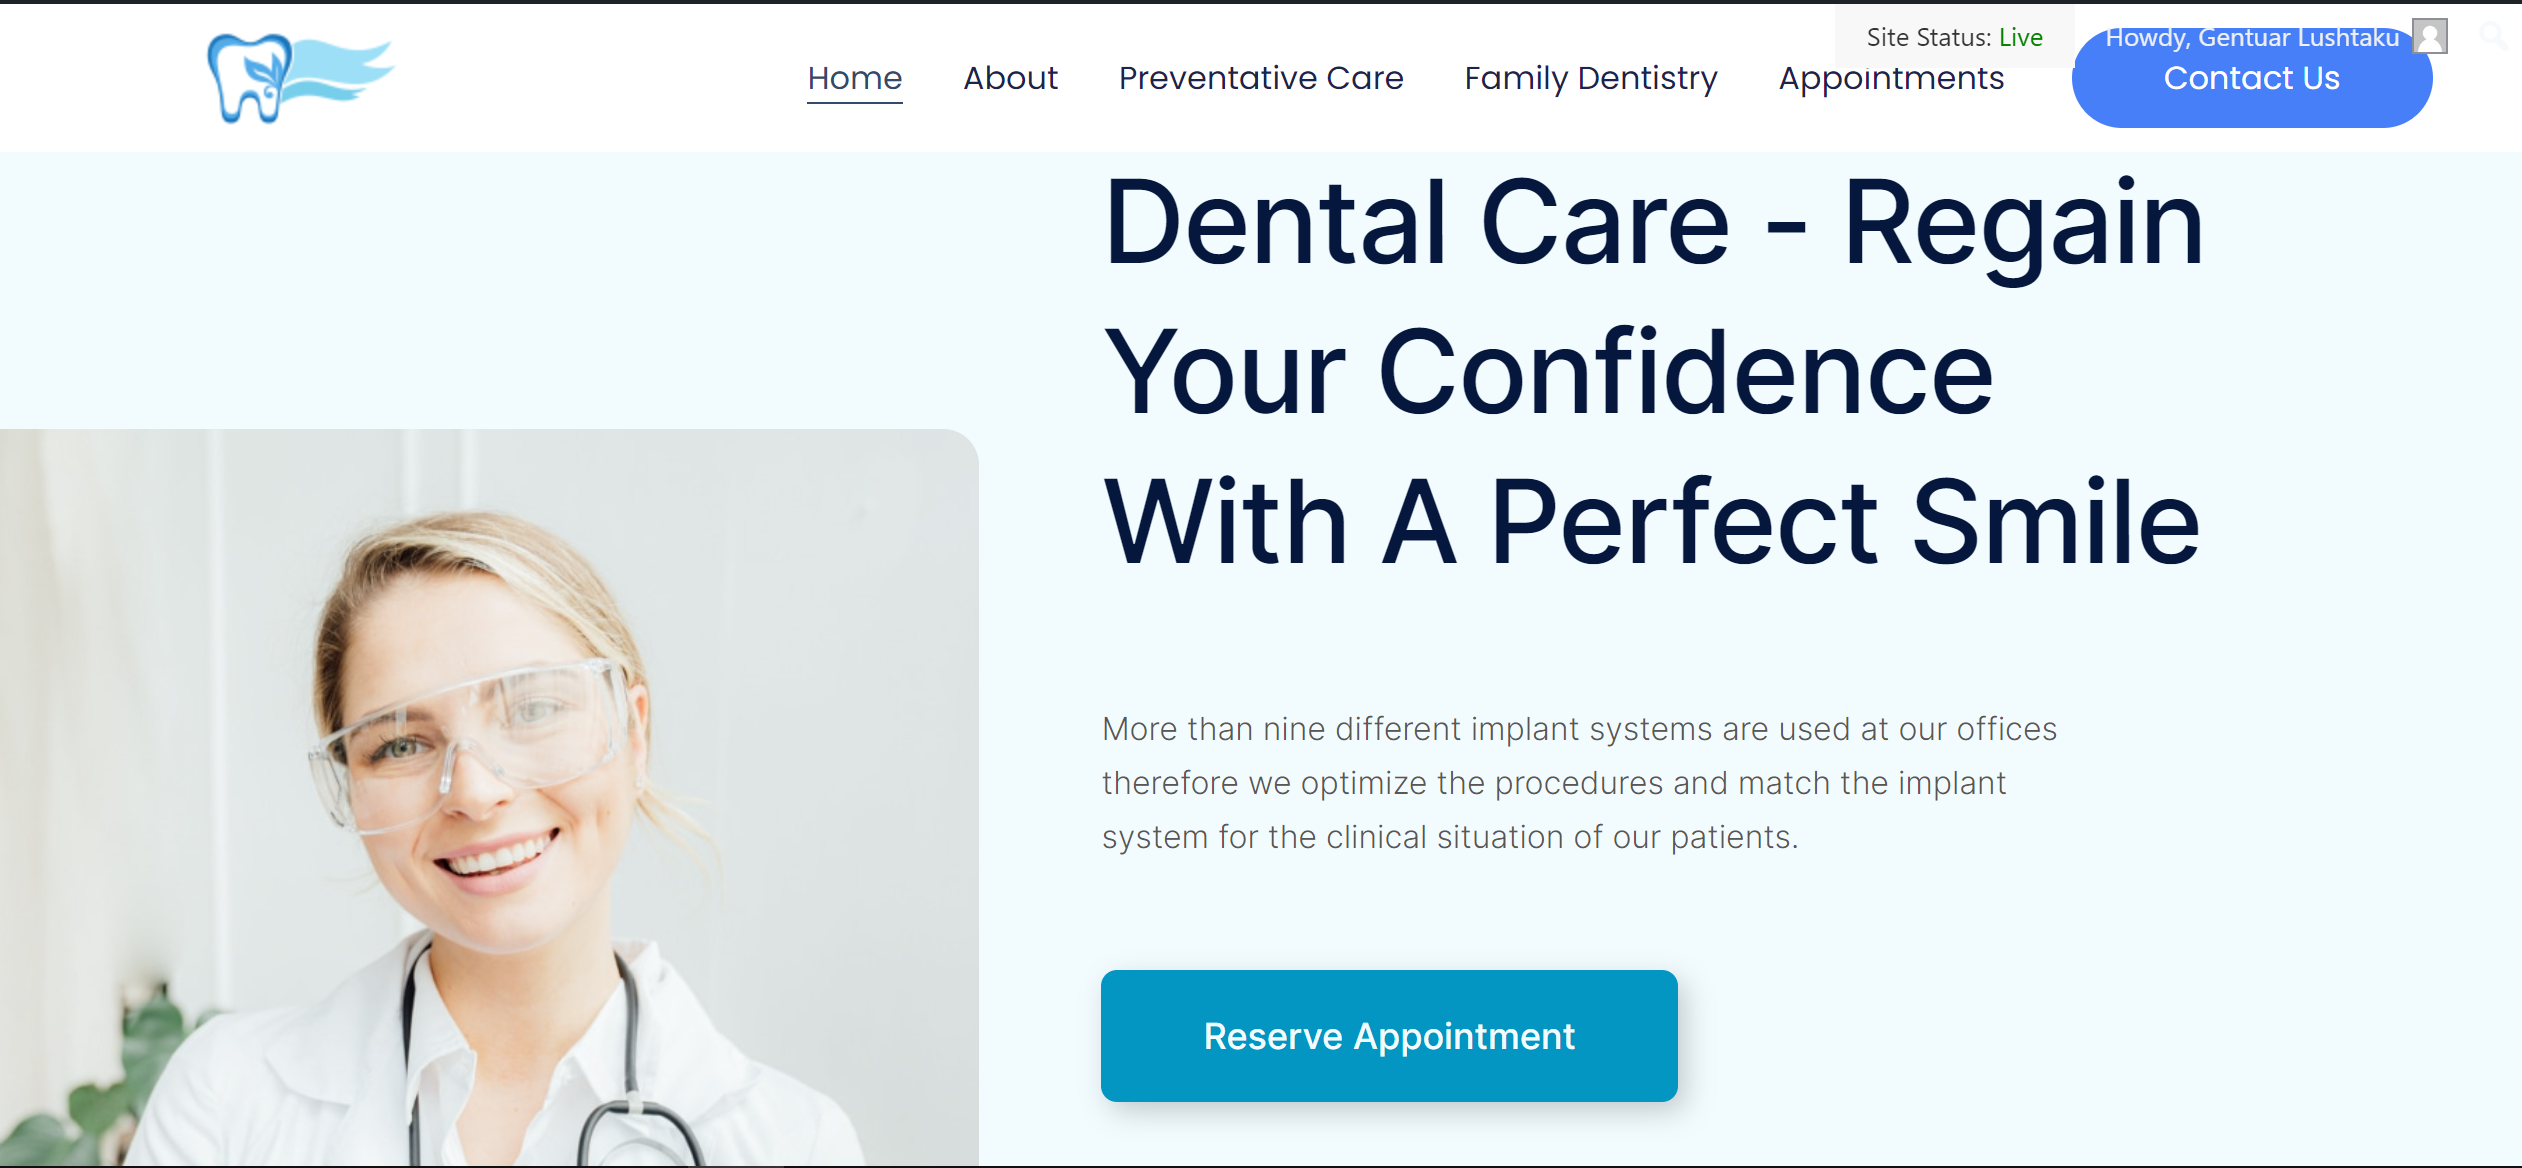 Site Status: Live
Howdy, Gentuar Lushtaku
Home
About
Preventative Care
Family Dentistry
Appointments
Contact Us
Dental Care - Regain
Your Confidence
With A Perfect Smile
More than nine different implant systems are used at our offices
therefore we optimize the procedures and match the implant
system for the clinical situation of our patients.
Reserve Appointment